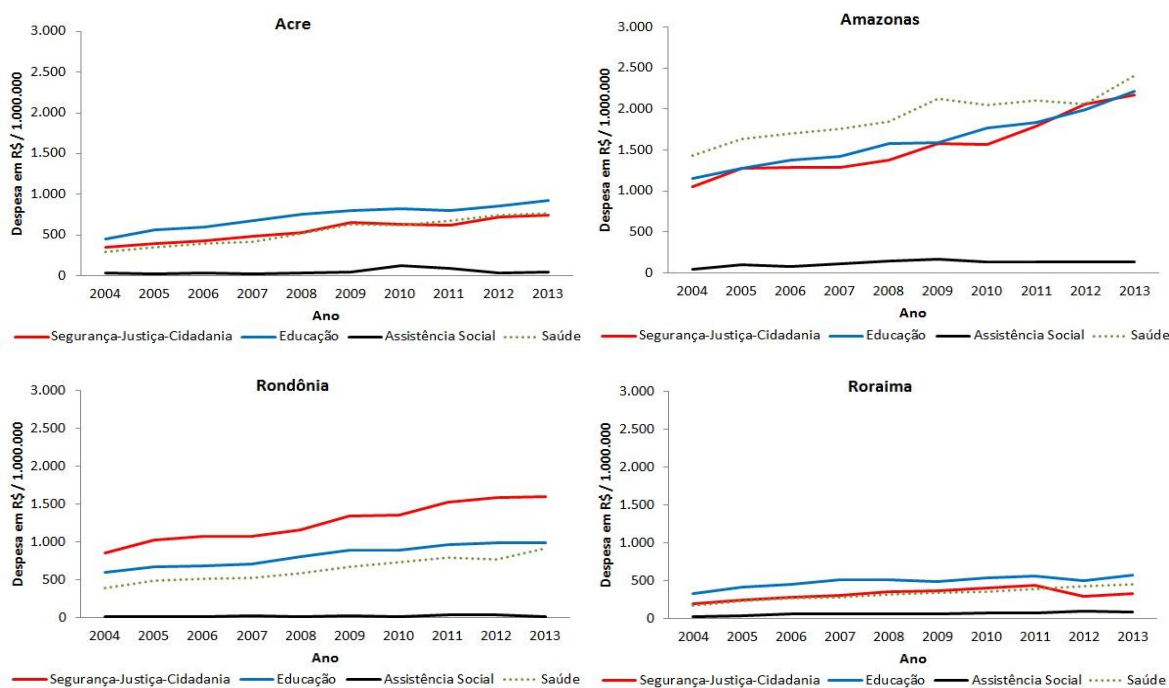 Acre
Despesa em R$ / 1.000.000
3.000
2.500
2.000
1.500
1.000
500
0
2004 2005 2006 2007 2008 2009 2010 2011 2012 2013
Ano
Segurança-Justiça-Cidadania Educação Assistência Social Saúde
Amazonas
Despesa em R$ / 1.000.000
3.000
2.500
2.000
1.500
1.000
500
0
2004 2005 2006 2007 2008 2009 2010 2011 2012 2013
Ano
Segurança-Justiça-Cidadania Educação Assistência Social Saúde
Rondônia
Despesa em R$ / 1.000.000
3.000
2.500
2.000
1.500
1.000
500
0
2004 2005 2006 2007 2008 2009 2010 2011 2012 2013
Ano
Segurança-Justiça-Cidadania Educação Assistência Social Saúde
Roraima
Despesa em R$ / 1.000.000
3.000
2.500
2.000
1.500
1.000
500
0
2004 2005 2006 2007 2008 2009 2010 2011 2012 2013
Ano
Segurança-Justiça-Cidadania Educação Assistência Social Saúde